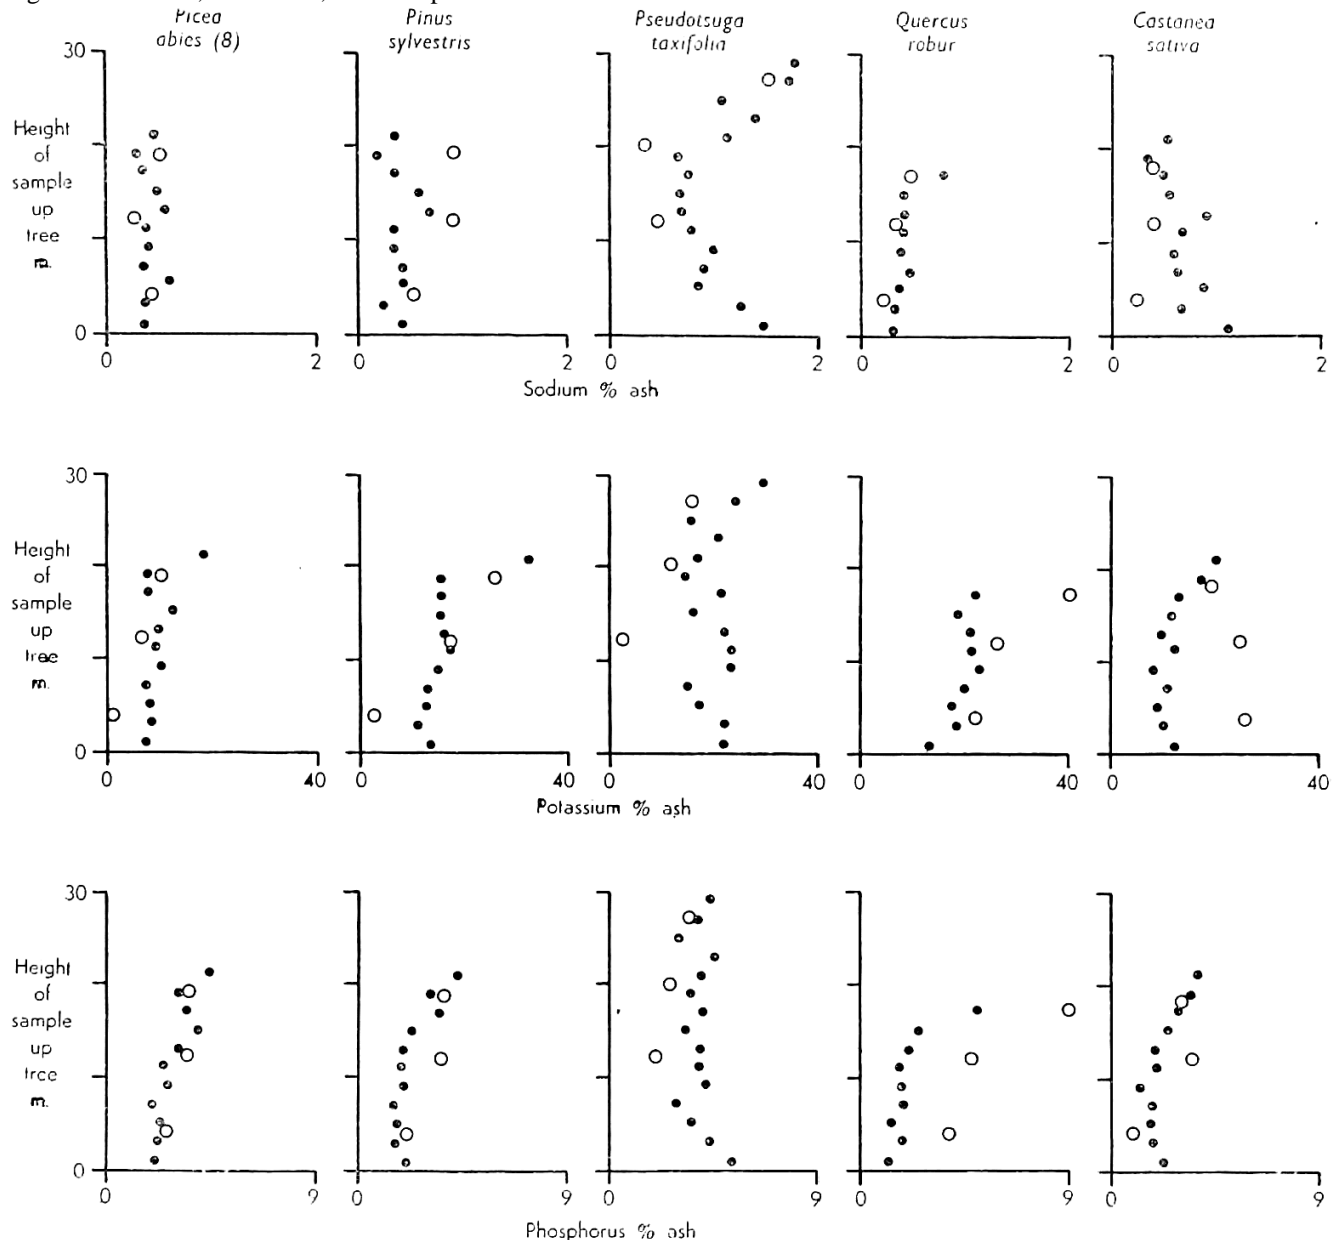 Picea
abies (8)
Pinus
sylvestris
Pseudotsuga
taxifolia
Quercus
robur
Castanea
sativa
30
Height
of
sample
up
tree
m.
0
0 2 0 2 0 2 0 2 0 2
Sodium % ash
30
Height
of
sample
up
tree
m.
0
0 40 0 40 0 40 0 40 0 40
Potassium % ash
30
Height
of
sample
up
tree
m.
0
0 9 0 9 0 9 0 9 0 9
Phosphorus % ash